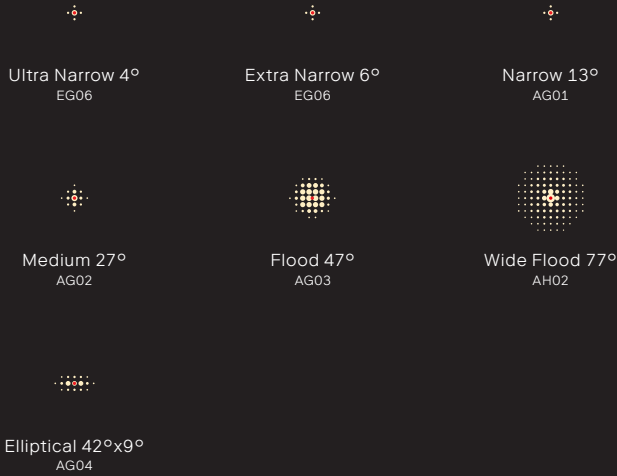 Ultra Narrow 4°
EG06
Extra Narrow 6°
EG06
Narrow 13°
AG01
Medium 27°
AG02
Flood 47°
AG03
Wide Flood 77°
AH02
Elliptical 42°x9°
AG04